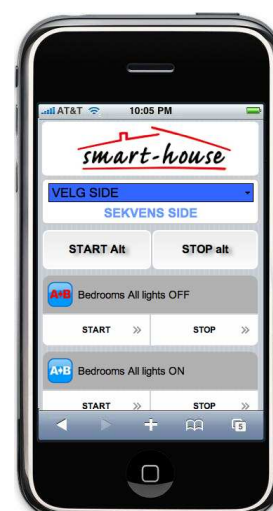 AT&T 10:05 PM
smart-house
VELG SIDE
SEKVENS SIDE
START Alt STOP alt
A+B Bedrooms All lights OFF
START >> STOP >>
A+B Bedrooms All lights ON
START >> STOP >>
5